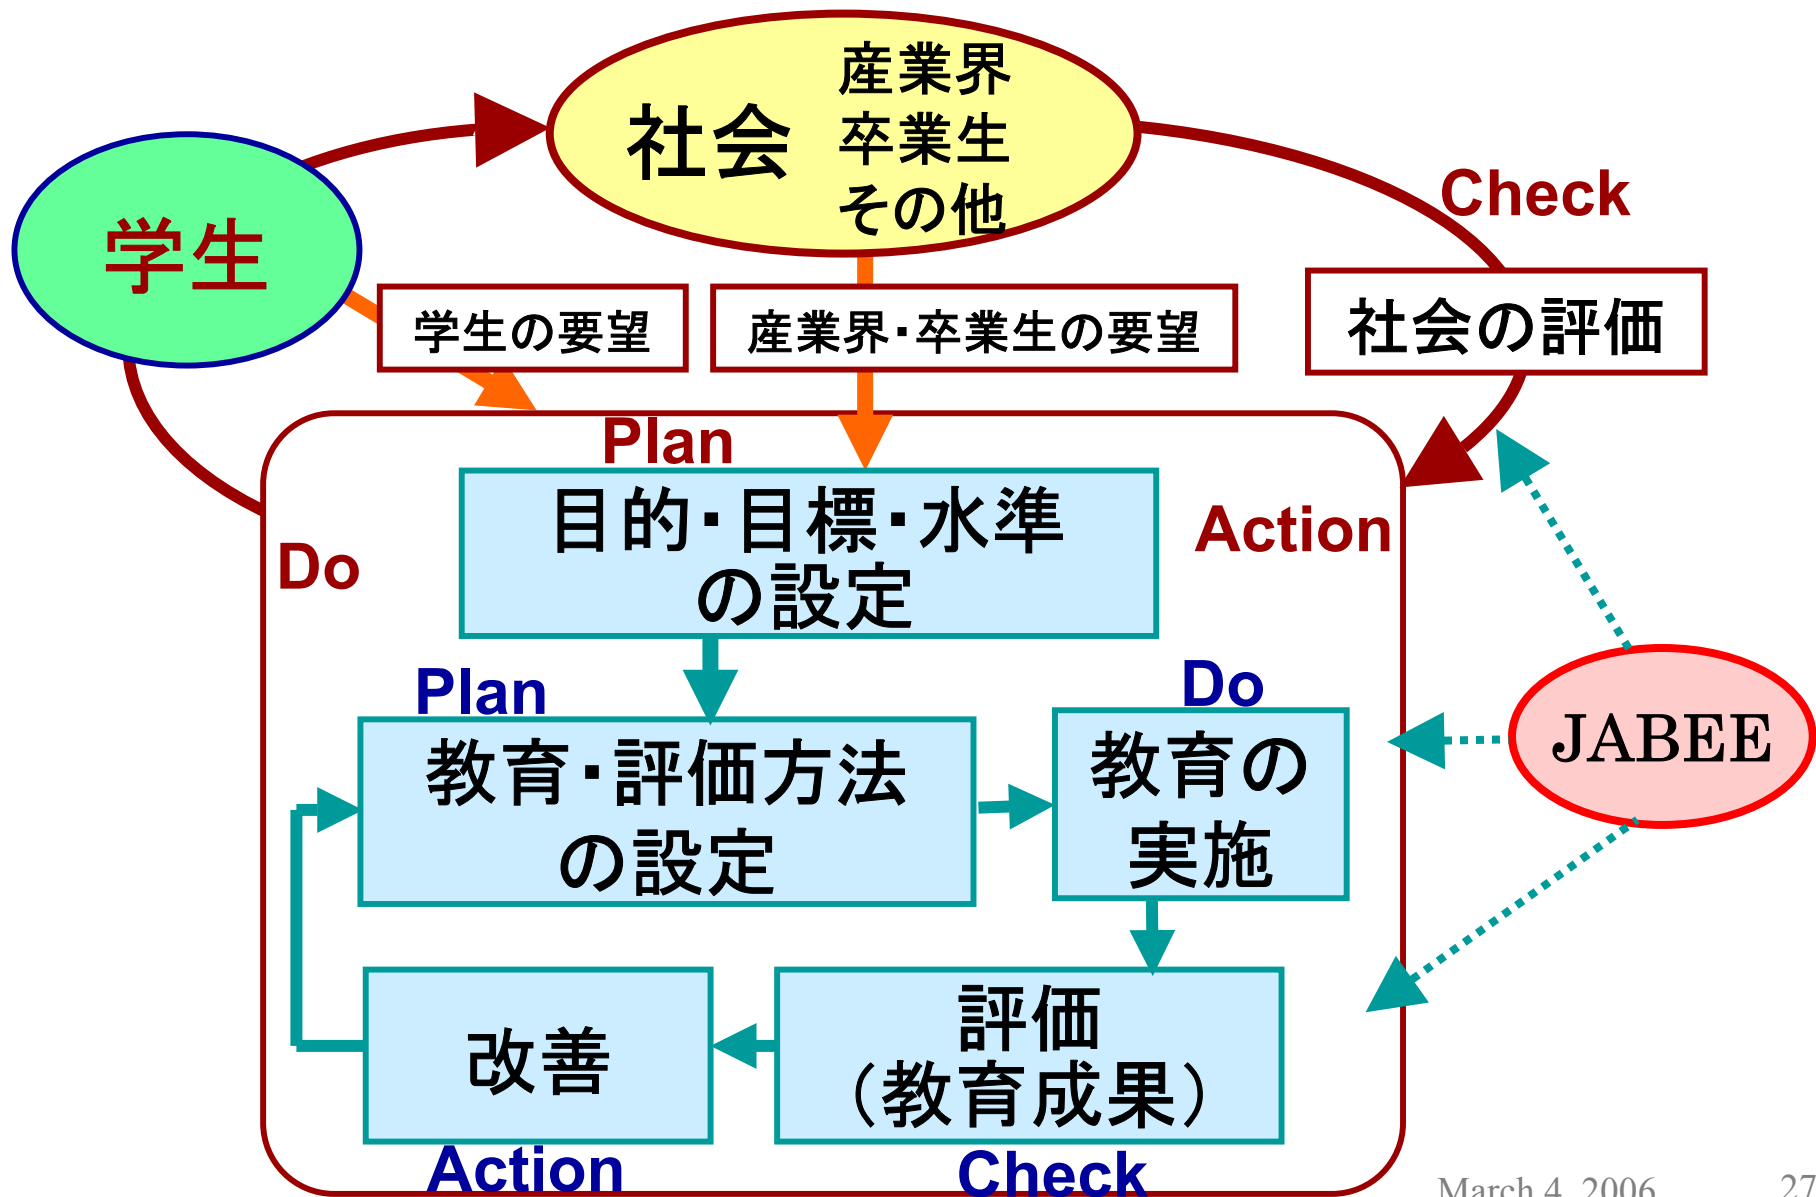 産業界
社会 卒業生
その他
学生
Check
学生の要望
産業界・卒業生の要望
社会の評価
Plan
目的・目標・水準
の設定
Action
Do
Plan
Do
教育・評価方法
の設定
教育の
実施
JABEE
改善
評価
（教育成果）
Action
Check
March 4, 2006
27